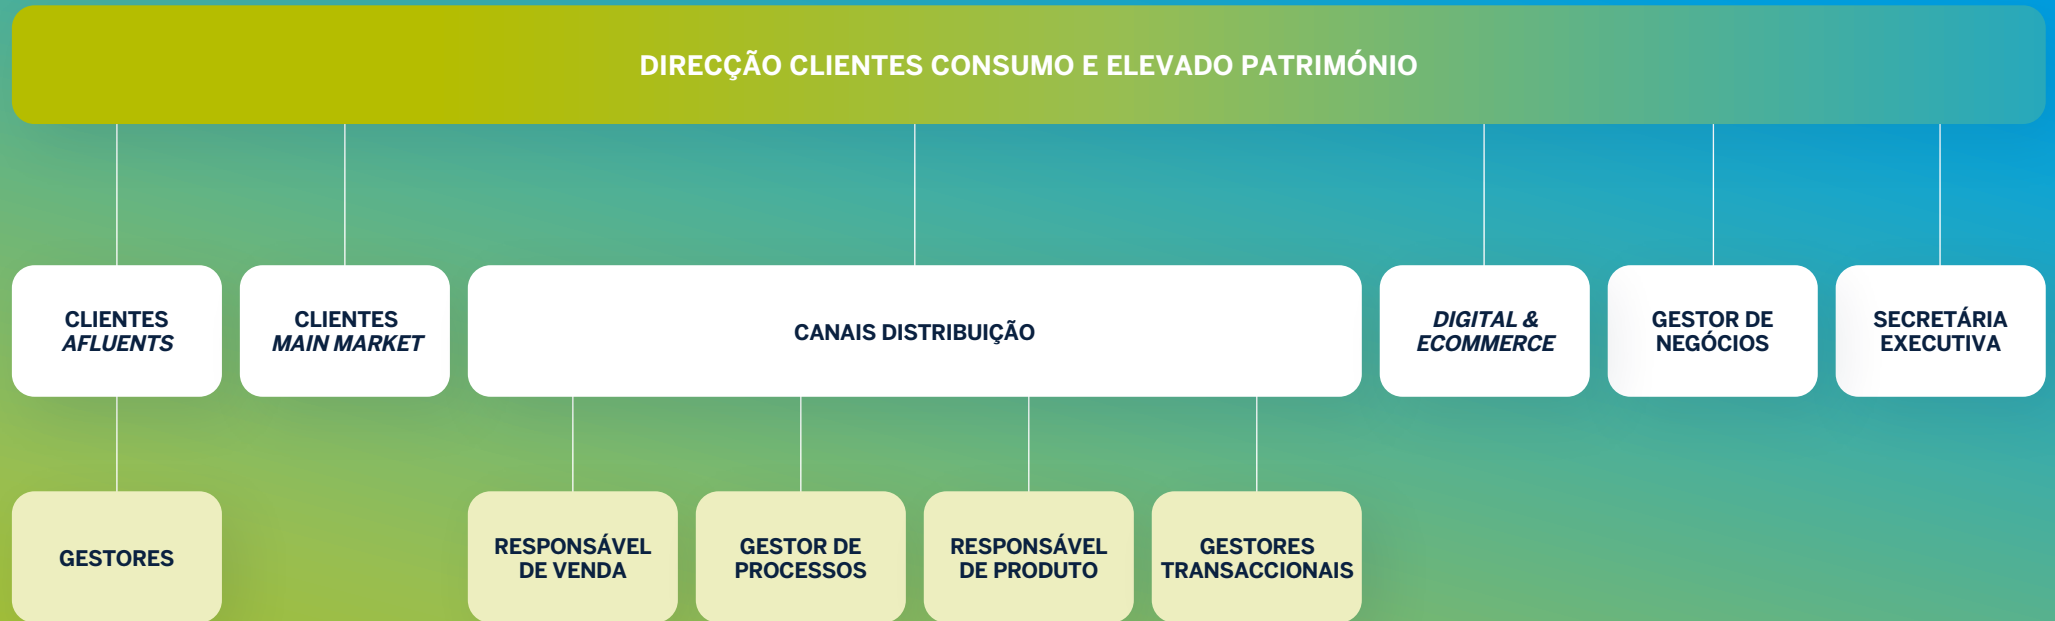 DIRECÇÃO CLIENTES CONSUMO E ELEVADO PATRIMÓNIO
CLIENTES
AFLUENTS
CLIENTES
MAIN MARKET
CANAIS DISTRIBUIÇÃO
DIGITAL &
ECOMMERCE
GESTOR DE
NEGÓCIOS
SECRETÁRIA
EXECUTIVA
GESTORES
RESPONSÁVEL
DE VENDA
GESTOR DE
PROCESSOS
RESPONSÁVEL
DE PRODUTO
GESTORES
TRANSACCIONAIS